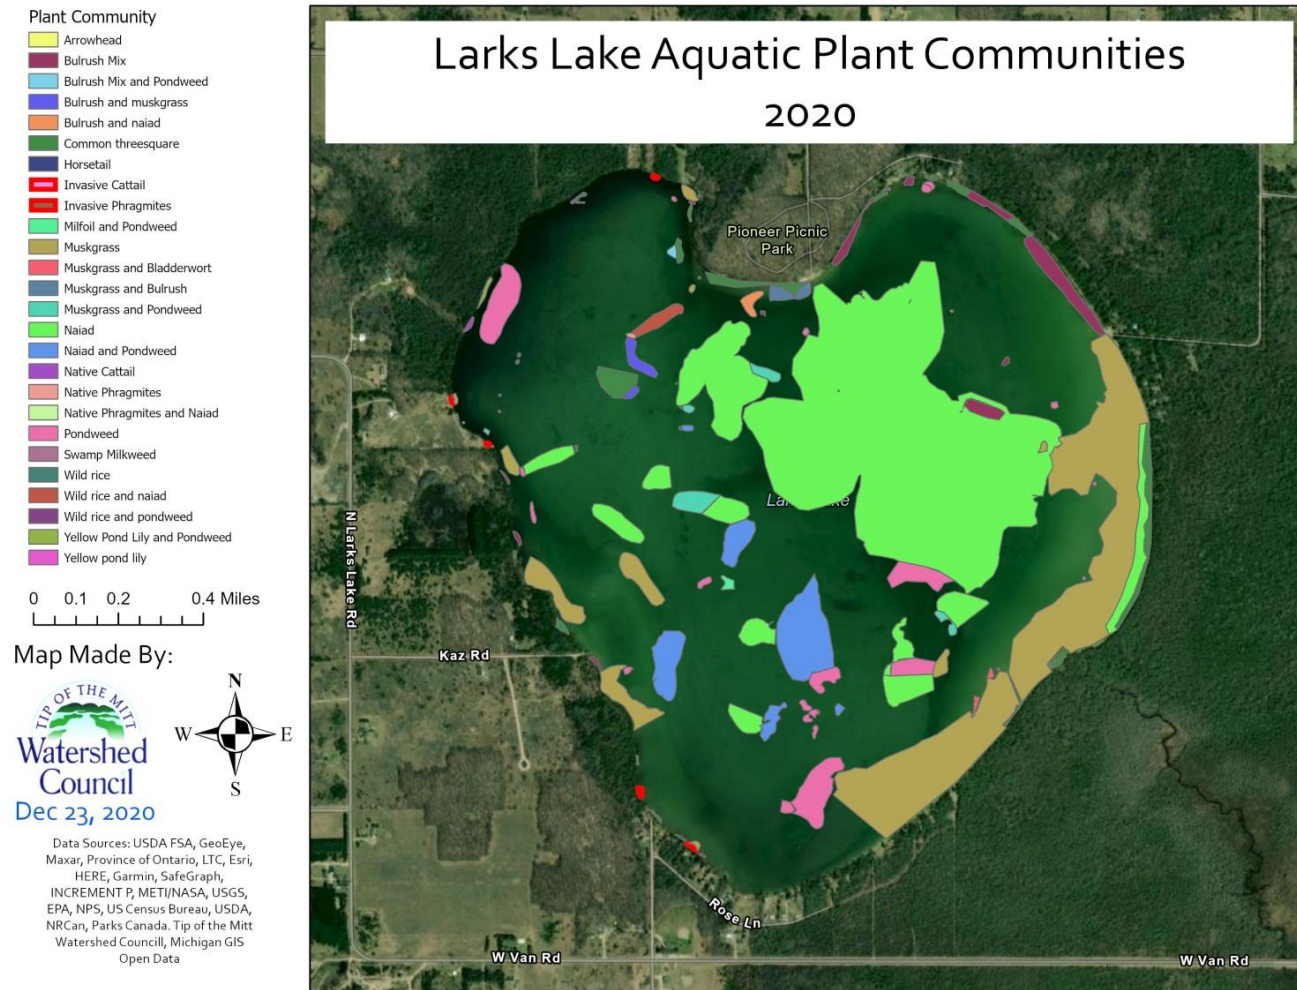 Plant Community
Arrowhead
Bulrush Mix
Bulrush Mix and Pondweed
Bulrush and muskgrass
Bulrush and naiad
Common threesquare
Horsetail
Invasive Cattail
Invasive Phragmites
Milfoil and Pondweed
Muskgrass
Muskgrass and Bladderwort
Muskgrass and Bulrush
Muskgrass and Pondweed
Naiad
Naiad and Pondweed
Native Cattail
Native Phragmites
Native Phragmites and Naiad
Pondweed
Swamp Milkweed
Wild rice
Wild rice and naiad
Wild rice and pondweed
Yellow Pond Lily and Pondweed
Yellow pond lily
0 0.1 0.2 0.4 Miles
Map Made By:
TIP OF THE MITT
Watershed
Council
Dec 23, 2020
N
W E
S
Data Sources: USDA FSA, GeoEye,
Maxar, Province of Ontario, LTC, Esri,
HERE, Garmin, SafeGraph,
INCREMENT P, METI/NASA, USGS,
EPA, NPS, US Census Bureau, USDA,
NRCan, Parks Canada. Tip of the Mitt
Watershed Councill, Michigan GIS
Open Data
Larks Lake Aquatic Plant Communities
2020
Pioneer Picnic
Park
N Larks Lake Rd
Kaz Rd
Rose Ln
W Van Rd
W Van Rd